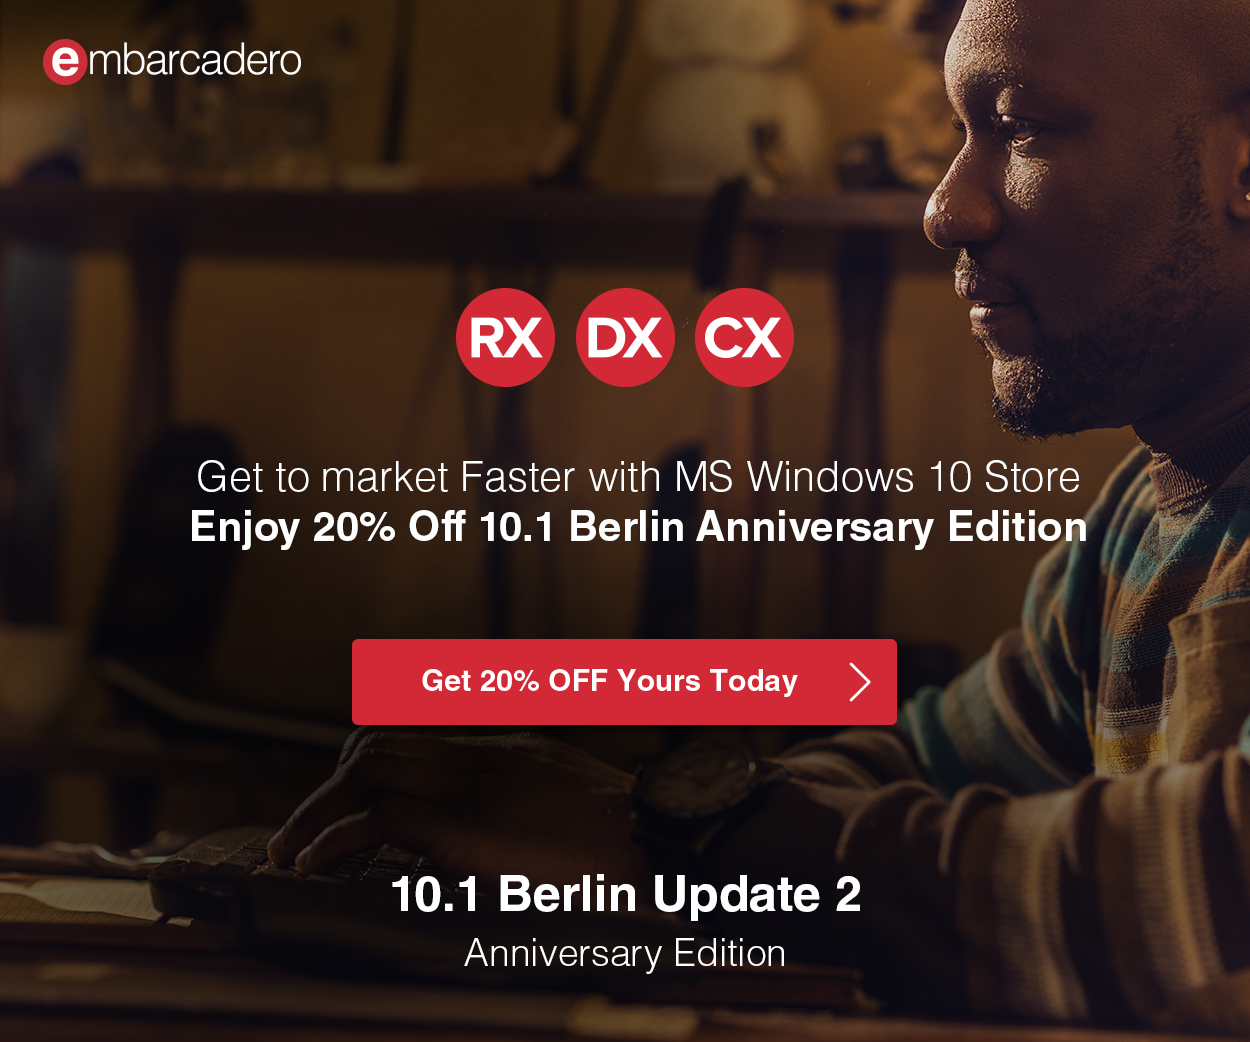 embarcadero
RX DX CX
Get to market Faster with MS Windows 10 Store
Enjoy 20% Off 10.1 Berlin Anniversary Edition
Get 20% OFF Yours Today
10.1 Berlin Update 2
Anniversary Edition